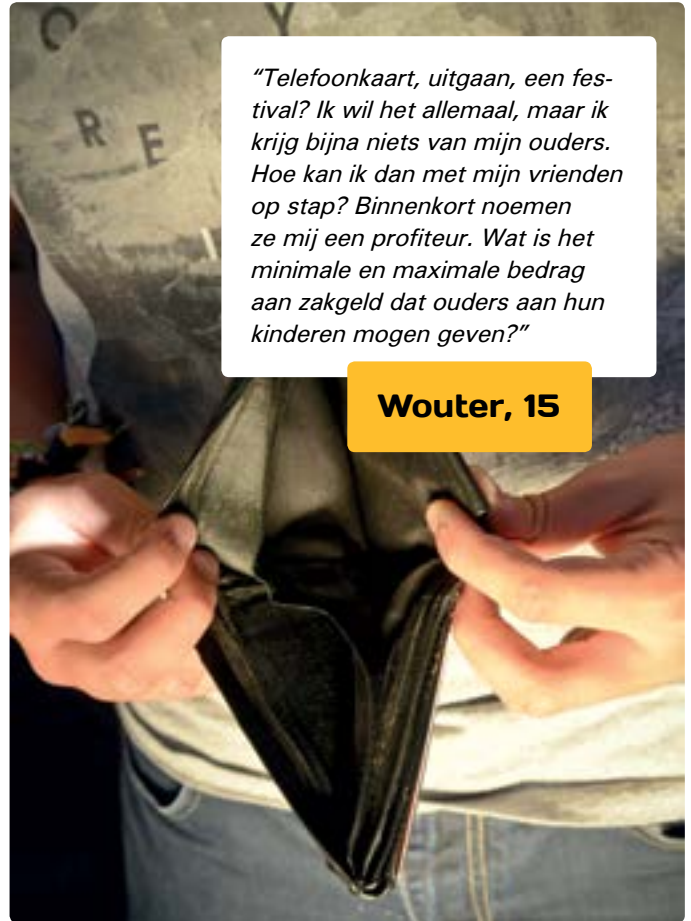 O Y
R E
“Telefoonkaart, uitgaan, een fes-
tival? Ik wil het allemaal, maar ik
krijg bijna niets van mijn ouders.
Hoe kan ik dan met mijn vrienden
op stap? Binnenkort noemen
ze mij een profiteur. Wat is het
minimale en maximale bedrag
aan zakgeld dat ouders aan hun
kinderen mogen geven?”
Wouter, 15